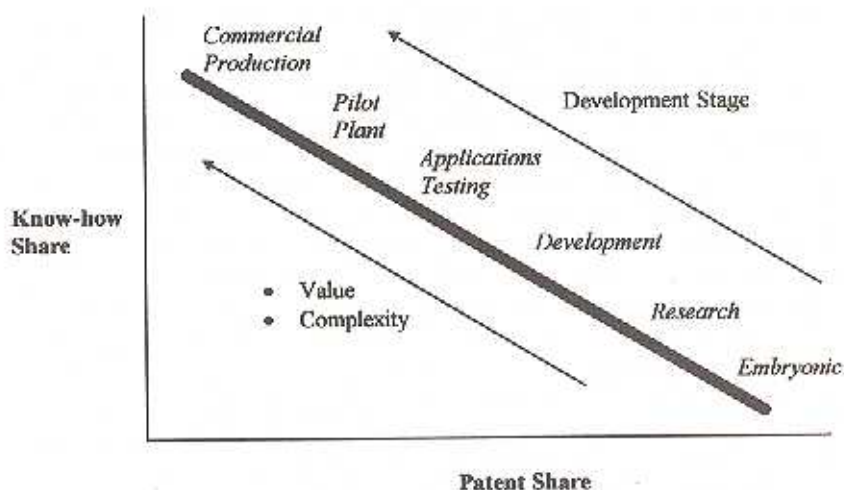 Commercial
Production
Pilot
Plant
Development Stage
Applications
Testing
Know-how
Share
Development
• Value
• Complexity
Research
Embryonic
Patent Share